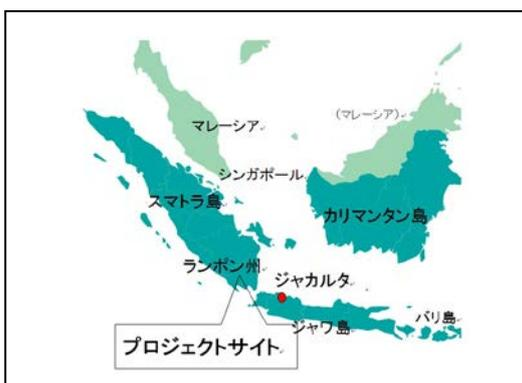 (マレーシア)
マレーシア
シンガポール
スマトラ島
カリマンタン島
ランポン州
ジャカルタ
バリ島
ジャワ島
プロジェクトサイト